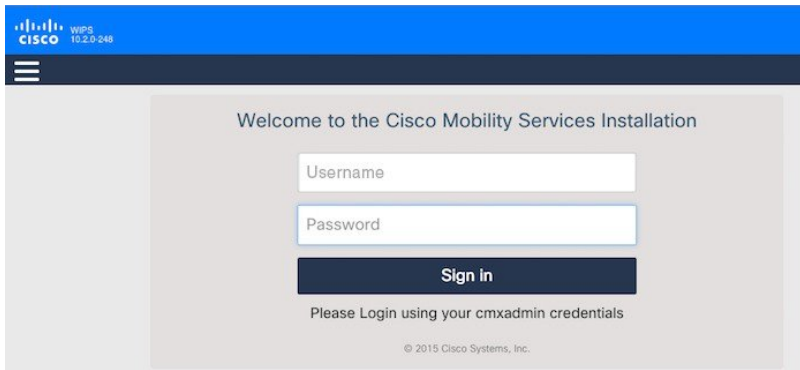 WIPS
CISCO 10.2.0-248
Welcome to the Cisco Mobility Services Installation
Username
Password
Sign in
Please Login using your cmxadmin credentials
© 2015 Cisco Systems, Inc.